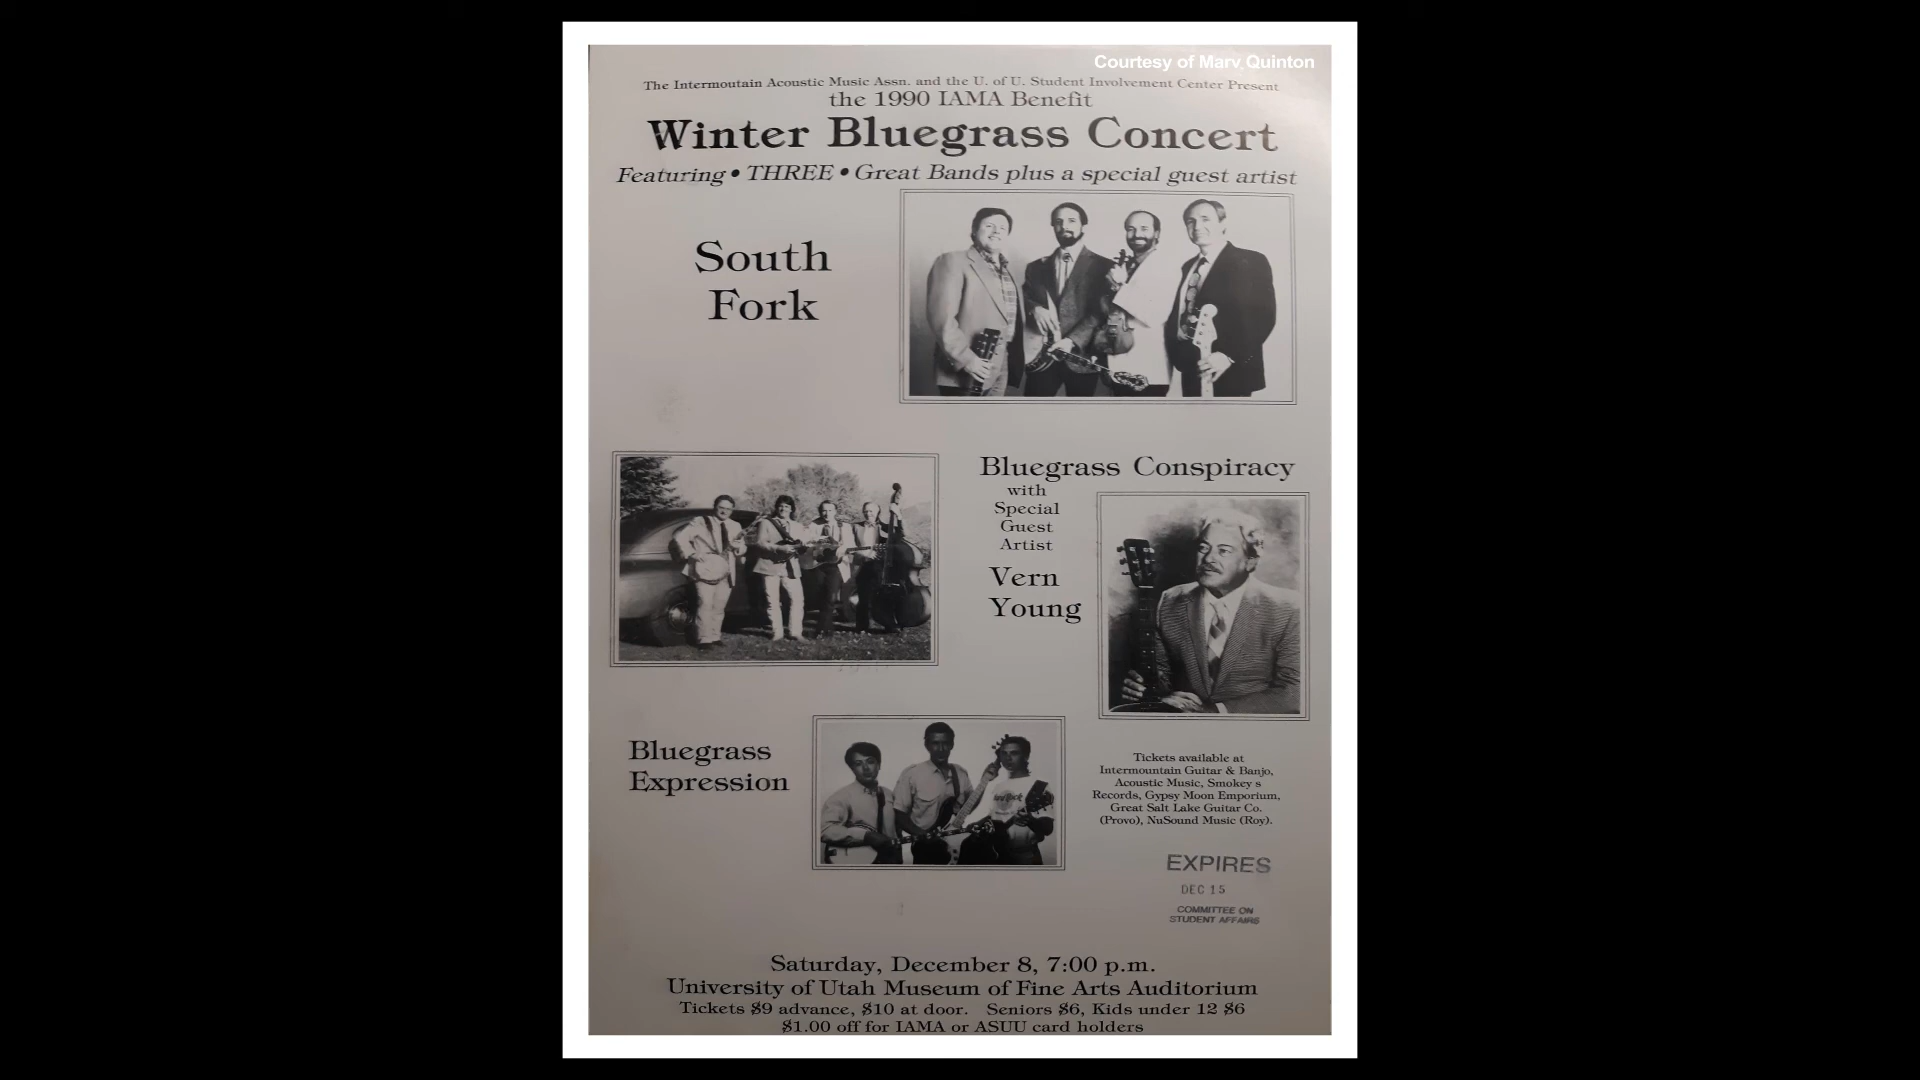 Courtesy of Marv Quinton
The Intermoutain Acoustic Music Assn. and the U. of U. Student Involvement Center Present
the 1990 IAMA Benefit
Winter Bluegrass Concert
Featuring • THREE • Great Bands plus a special guest artist
South
Fork
Bluegrass Conspiracy
with
Special
Guest
Artist
Vern
Young
Bluegrass
Expression
Tickets available at
Intermountain Guitar & Banjo,
Acoustic Music, Smokey s
Records, Gypsy Moon Emporium,
Great Salt Lake Guitar Co.
(Provo), NuSound Music (Roy).
EXPIRES
DEC 15
COMMITTEE ON
STUDENT AFFAIRS
Saturday, December 8, 7:00 p.m.
University of Utah Museum of Fine Arts Auditorium
Tickets $9 advance, $10 at door. Seniors $6, Kids under 12 $6
$1.00 off for IAMA or ASUU card holders